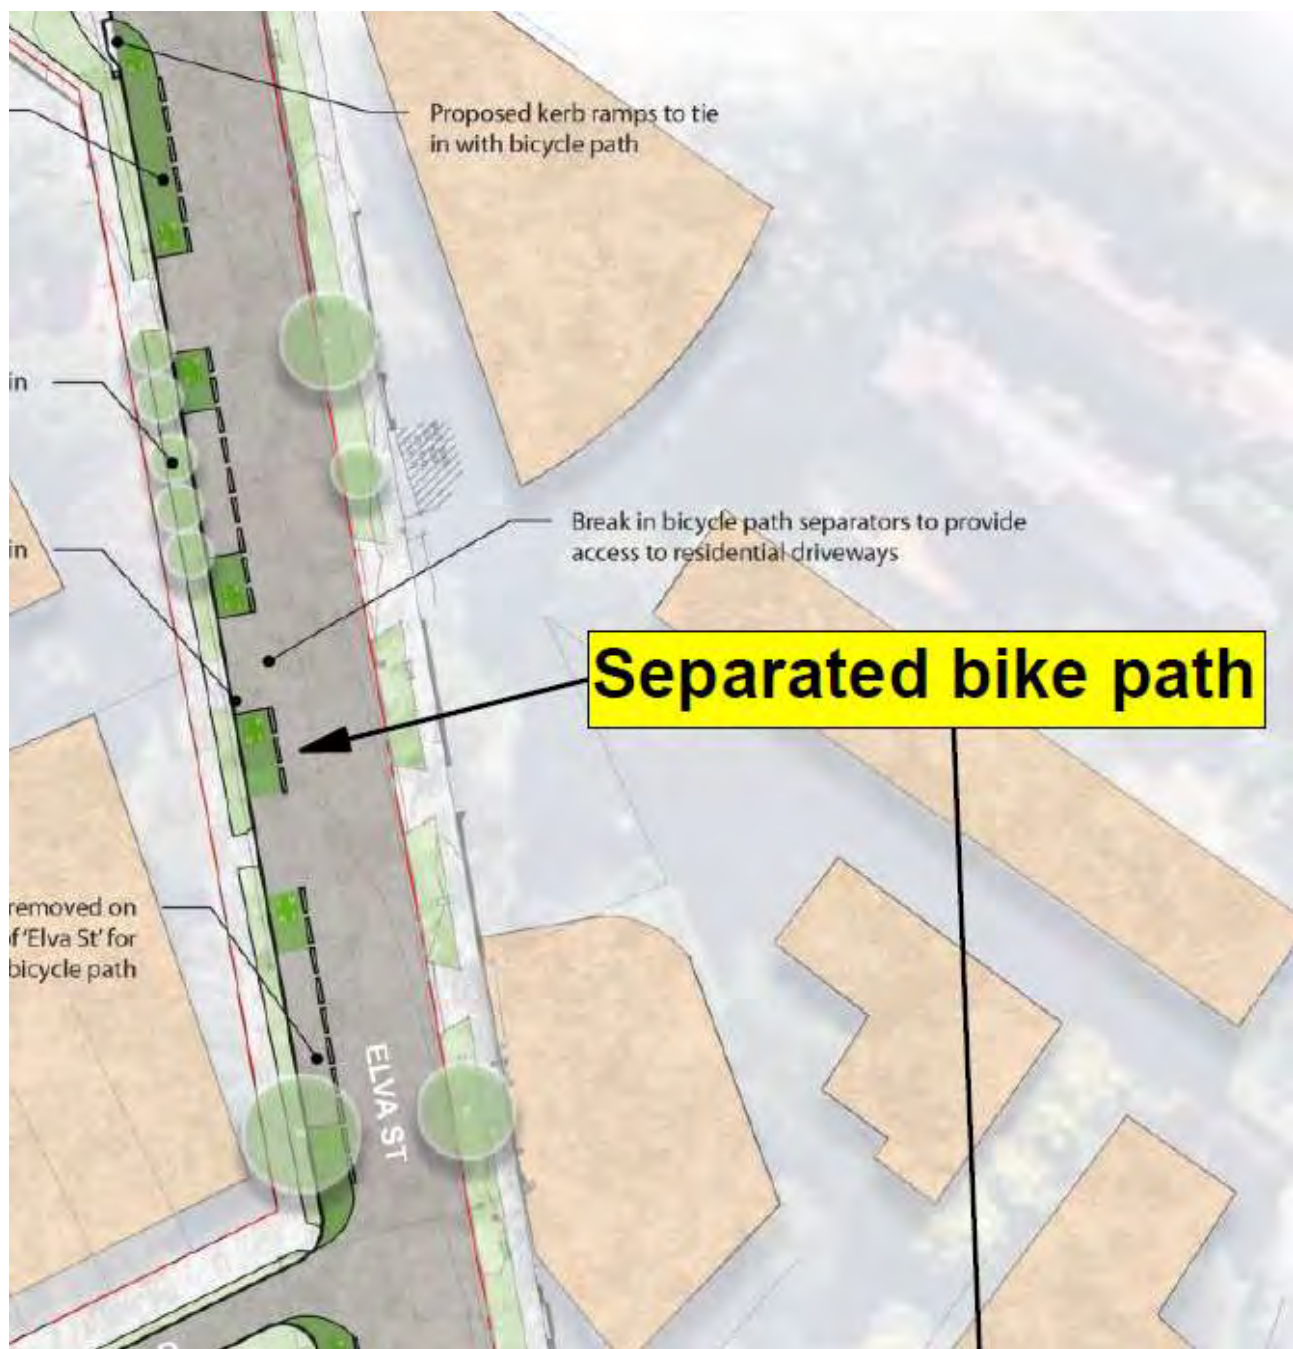 Proposed kerb ramps to tie
in with bicycle path
in
Break in bicycle path separators to provide
access to residential driveways
in
Separated bike path
removed on
of 'Elva St' for
bicycle path
ELVA ST